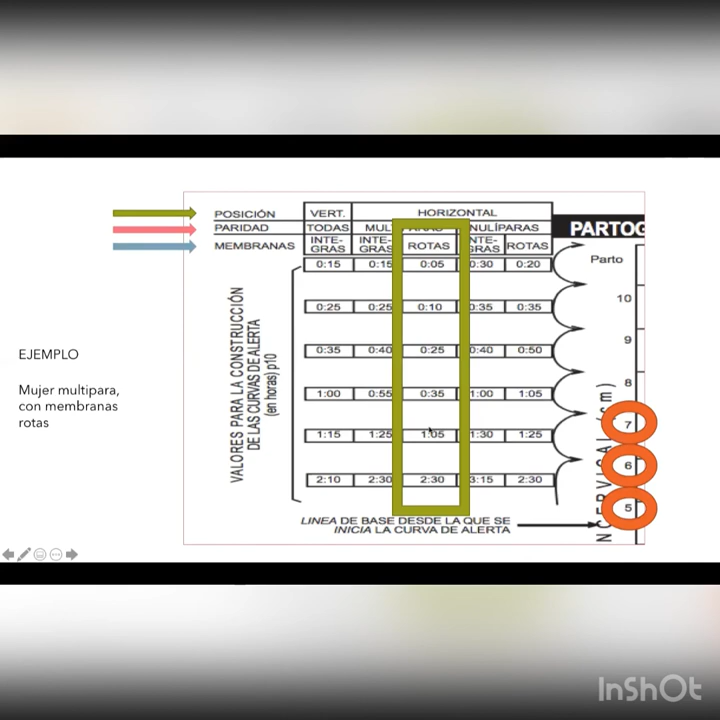 POSICIÓN VERT. HORIZONTAL
PARIDAD TODAS NULÍPARAS
MEMBRANAS INTE-GRAS INTE-GRAS ROTAS ROTAS
PARTOG
Parto
VALORES PARA LA CONSTRUCCIÓN
DE LAS CURVAS DE ALERTA
(en horas) p10
0:15 0:15 0:05 0:30 0:20
0:25 0:25 0:10 0:35 0:35
0:35 0:40 0:25 0:40 0:50
1:00 0:55 0:35 1:00 1:05
1:15 1:25 1:05 1:30 1:25
2:10 2:30 2:30 3:15 2:30
10
9
8
7
6
5
LINEA DE BASE DESDE LA QUE SE
INICIA LA CURVA DE ALERTA
EJEMPLO
Mujer multipara,
con membranas
rotas
InShOt